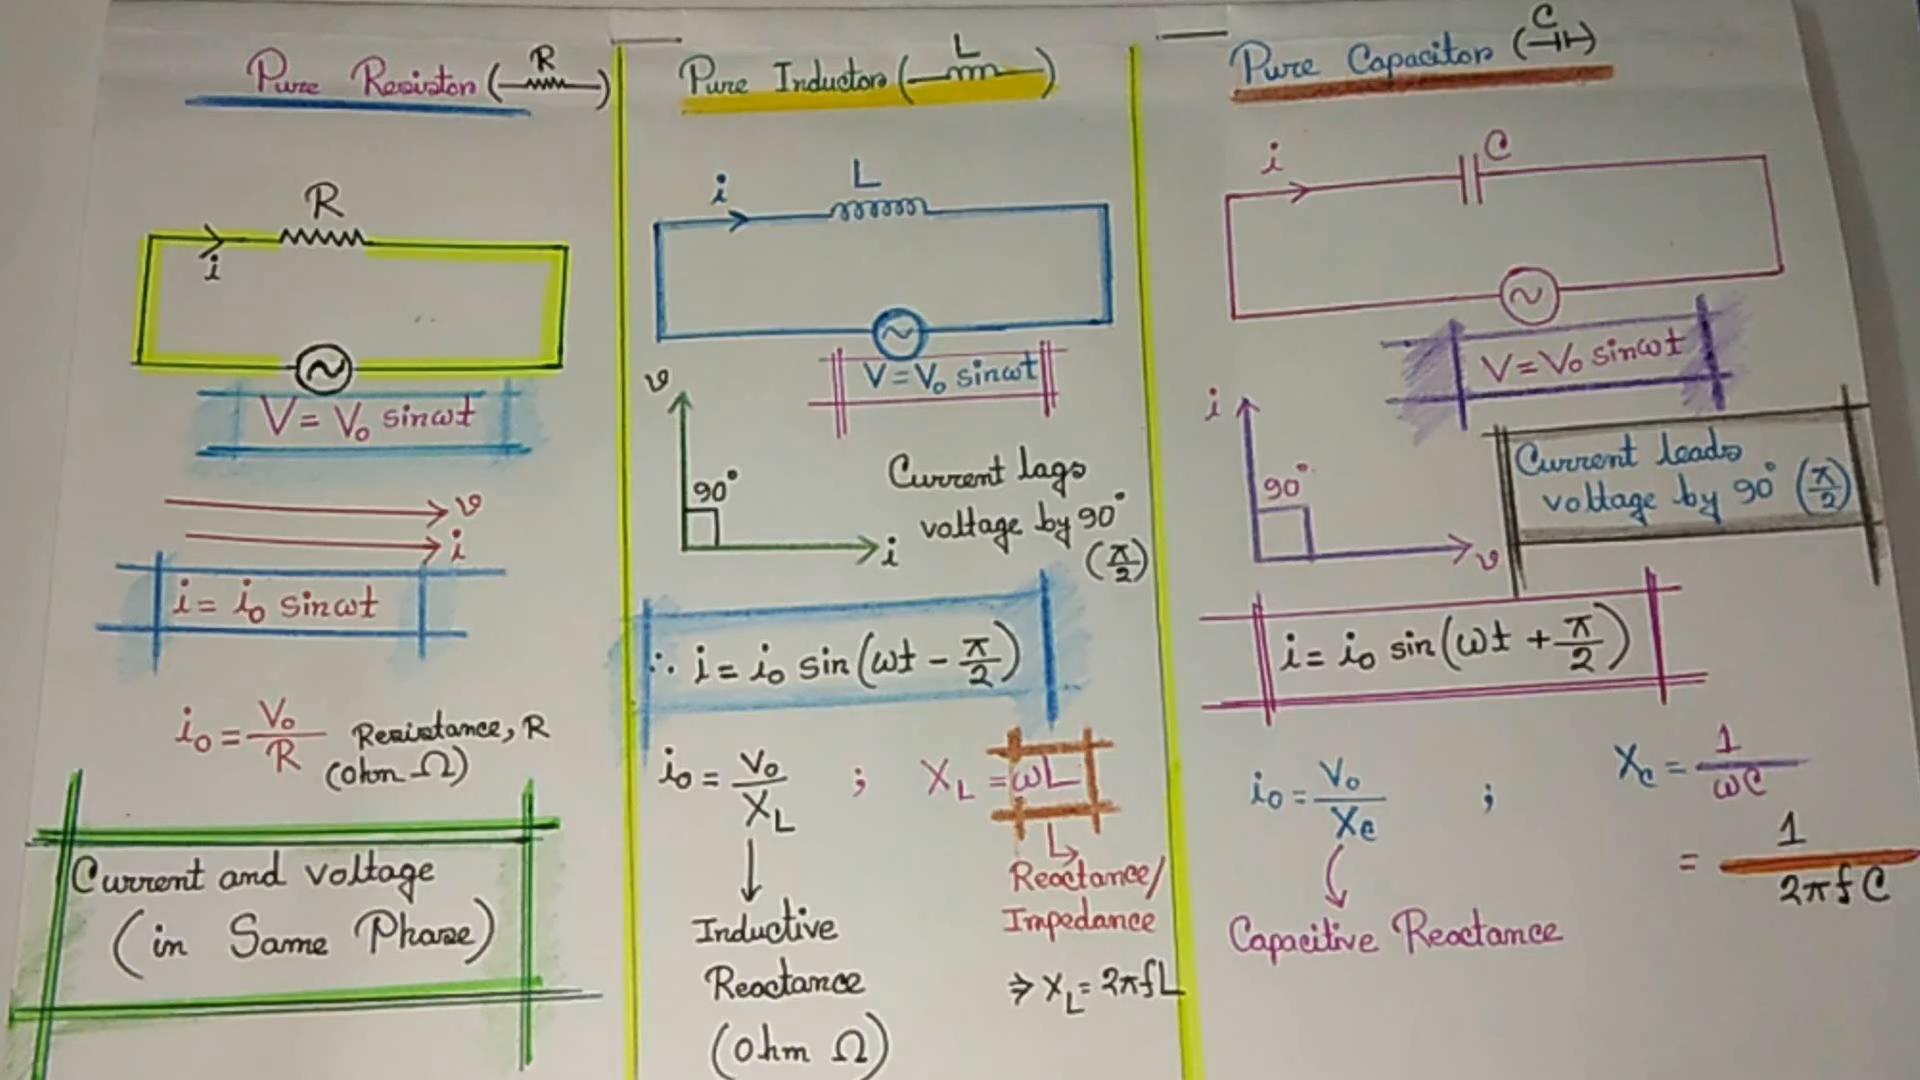 Pure Resistor (R)
R
i
V = V₀ sinωt
v
i
i = i₀ sinωt
i₀ = V₀/R Resistance, R
(Ohm Ω)
Current and voltage
(in Same Phase)
Pure Inductor (L)
i
L
V = V₀ sinωt
v
90°
i
Current lags
voltage by 90°
(π/2)
∴ i = i₀ sin(ωt - π/2)
i₀ = V₀/X_L ; X_L = ωL
Inductive
Reactance
(Ohm Ω)
Reactance/
Impedance
⇒ X_L = 2πfL
Pure Capacitor (C)
i
C
V = V₀ sinωt
i
90°
v
Current leads
voltage by 90° (π/2)
i = i₀ sin(ωt + π/2)
i₀ = V₀/X_C ; X_C = 1/ωC
= 1/2πfC
Capacitive Reactance